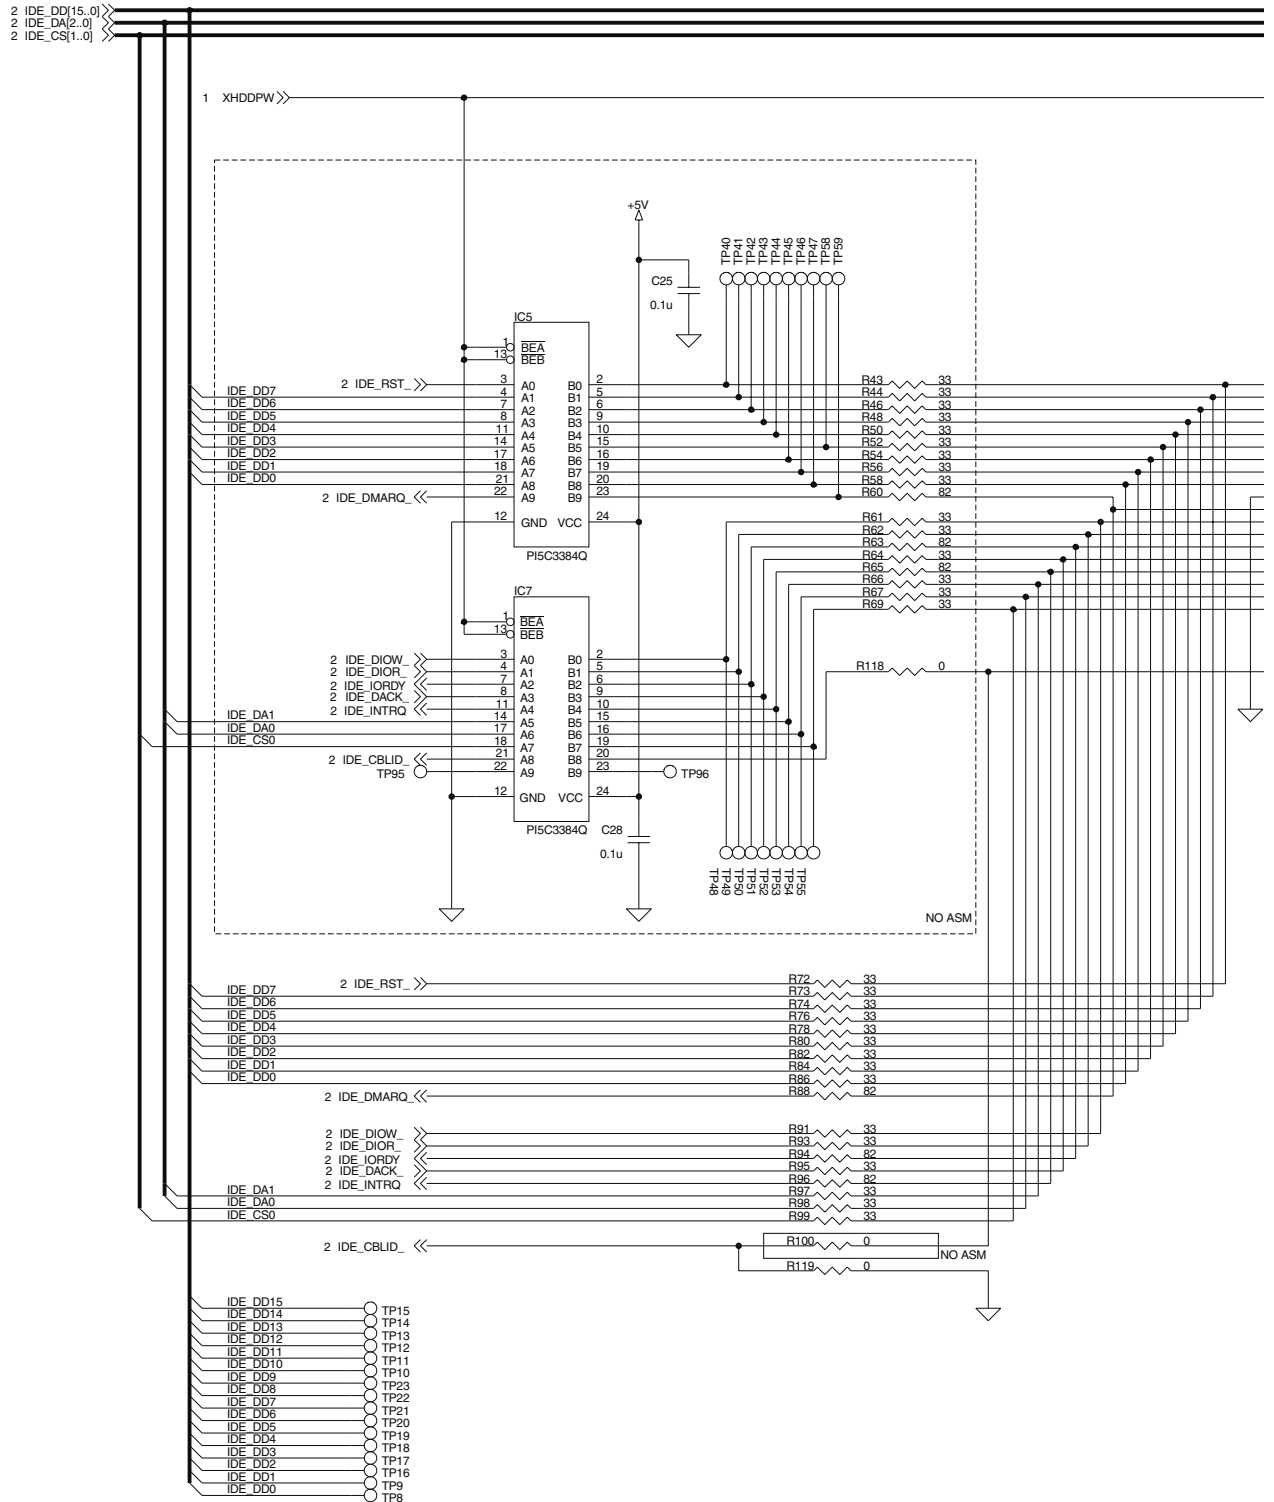 2 IDE_DD[15..0]
2 IDE_DA[2..0]
2 IDE_CS[1..0]
1 XHDDPW
+5V
TP40
TP41
TP42
TP43
TP44
TP45
TP46
TP47
TP58
TP59
C25
0.1u
IC5
1 BEA
13 BEB
2 IDE_RST_ 3 A0 B0 2 R43 33
IDE_DD7 4 A1 B1 5 R44 33
IDE_DD6 7 A2 B2 6 R46 33
IDE_DD5 8 A3 B3 9 R48 33
IDE_DD4 11 A4 B4 10 R50 33
IDE_DD3 14 A5 B5 15 R52 33
IDE_DD2 17 A6 B6 16 R54 33
IDE_DD1 18 A7 B7 19 R56 33
IDE_DD0 21 A8 B8 20 R58 33
2 IDE_DMARQ_ 22 A9 B9 23 R60 82
12 GND VCC 24
R61 33
R62 33
R63 82
R64 33
R65 82
R66 33
R67 33
R69 33
PI5C3384Q
IC7
1 BEA
13 BEB
2 IDE_DIOW_ 3 A0 B0 2
2 IDE_DIOR_ 4 A1 B1 5
2 IDE_IORDY 7 A2 B2 6
2 IDE_DACK_ 8 A3 B3 9
2 IDE_INTRQ 11 A4 B4 10
IDE_DA1 14 A5 B5 15
IDE_DA0 17 A6 B6 16
IDE_CS0 18 A7 B7 19
2 IDE_CBLID_ 21 A8 B8 20
R118 0
TP95 22 A9 B9 23 TP96
12 GND VCC 24
PI5C3384Q
C28
0.1u
TP48
TP49
TP50
TP51
TP52
TP53
TP54
TP55
NO ASM
2 IDE_RST_ R72 33
IDE_DD7 R73 33
IDE_DD6 R74 33
IDE_DD5 R76 33
IDE_DD4 R78 33
IDE_DD3 R80 33
IDE_DD2 R82 33
IDE_DD1 R84 33
IDE_DD0 R86 33
2 IDE_DMARQ_ R88 82
2 IDE_DIOW_ R91 33
2 IDE_DIOR_ R93 33
2 IDE_IORDY R94 82
2 IDE_DACK_ R95 33
2 IDE_INTRQ R96 82
IDE_DA1 R97 33
IDE_DA0 R98 33
IDE_CS0 R99 33
2 IDE_CBLID_ R100 0
NO ASM
R119 0
IDE_DD15 TP15
IDE_DD14 TP14
IDE_DD13 TP13
IDE_DD12 TP12
IDE_DD11 TP11
IDE_DD10 TP10
IDE_DD9 TP23
IDE_DD8 TP22
IDE_DD7 TP21
IDE_DD6 TP20
IDE_DD5 TP19
IDE_DD4 TP18
IDE_DD3 TP17
IDE_DD2 TP16
IDE_DD1 TP9
IDE_DD0 TP8